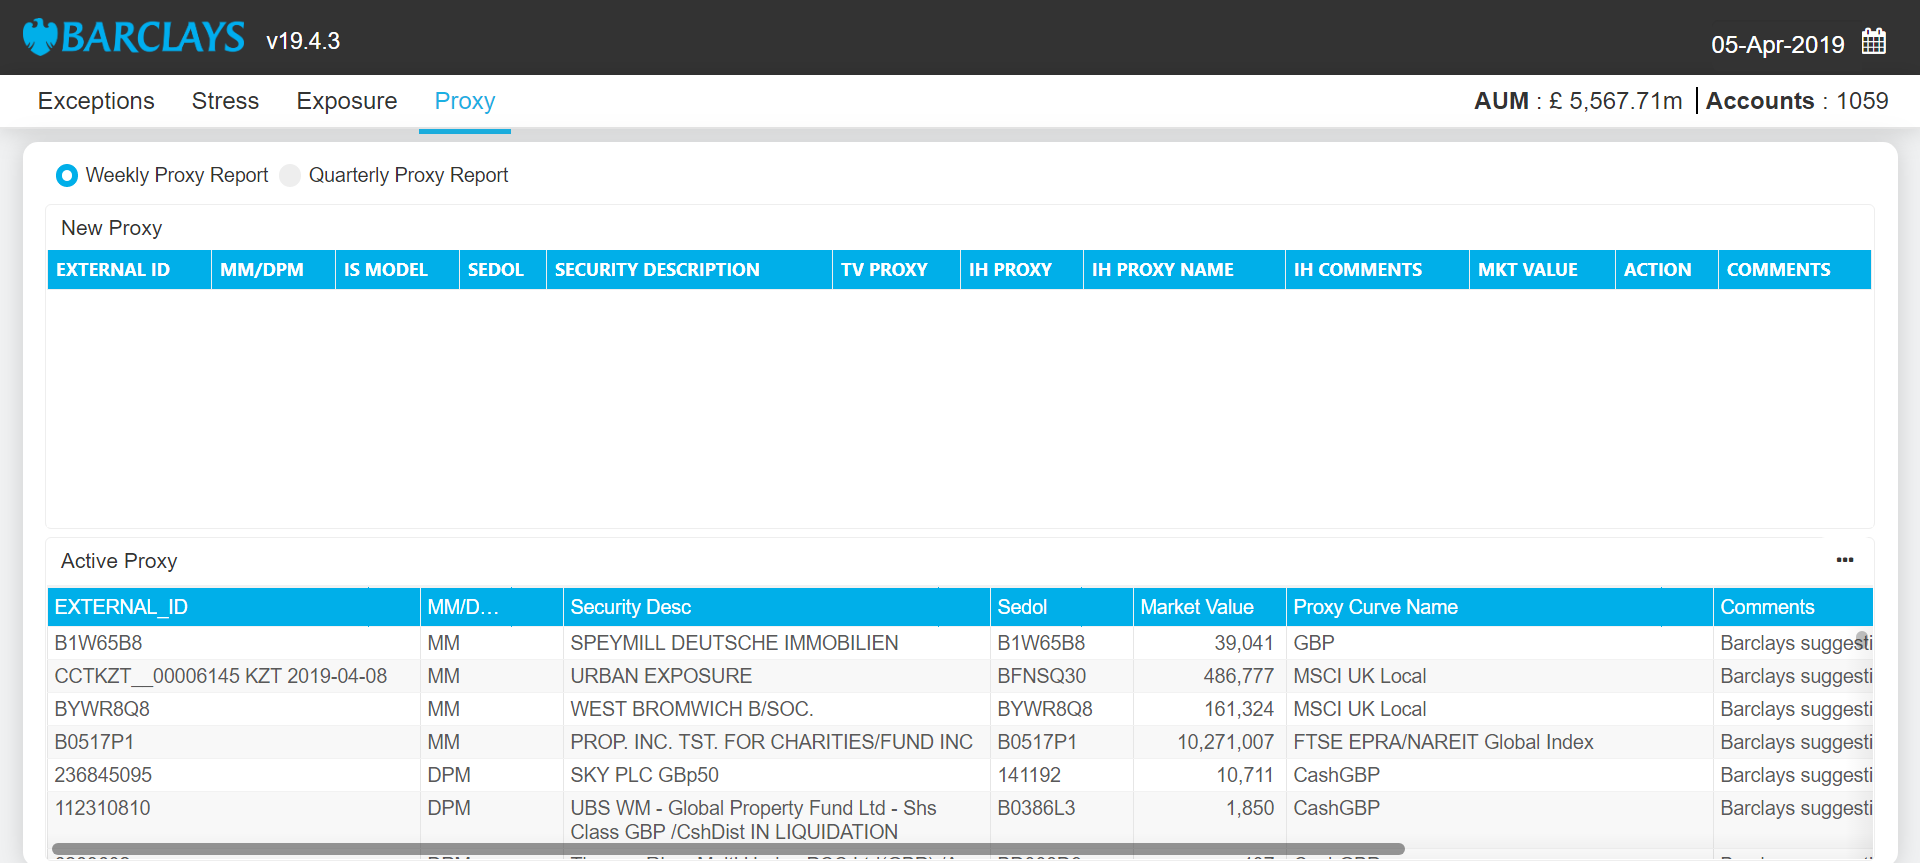 BARCLAYS v19.4.3 05-Apr-2019
Exceptions Stress Exposure Proxy AUM : £ 5,567.71m Accounts : 1059
Weekly Proxy Report Quarterly Proxy Report
New Proxy
EXTERNAL ID MM/DPM IS MODEL SEDOL SECURITY DESCRIPTION TV PROXY IH PROXY IH PROXY NAME IH COMMENTS MKT VALUE ACTION COMMENTS
Active Proxy ...
EXTERNAL_ID MM/D... Security Desc Sedol Market Value Proxy Curve Name Comments
B1W65B8 MM SPEYMILL DEUTSCHE IMMOBILIEN B1W65B8 39,041 GBP Barclays suggesti
CCTKZT__00006145 KZT 2019-04-08 MM URBAN EXPOSURE BFNSQ30 486,777 MSCI UK Local Barclays suggesti
BYWR8Q8 MM WEST BROMWICH B/SOC. BYWR8Q8 161,324 MSCI UK Local Barclays suggesti
B0517P1 MM PROP. INC. TST. FOR CHARITIES/FUND INC B0517P1 10,271,007 FTSE EPRA/NAREIT Global Index Barclays suggesti
236845095 DPM SKY PLC GBp50 141192 10,711 CashGBP Barclays suggesti
112310810 DPM UBS WM - Global Property Fund Ltd - Shs B0386L3 1,850 CashGBP Barclays suggesti
Class GBP /CshDist IN LIQUIDATION